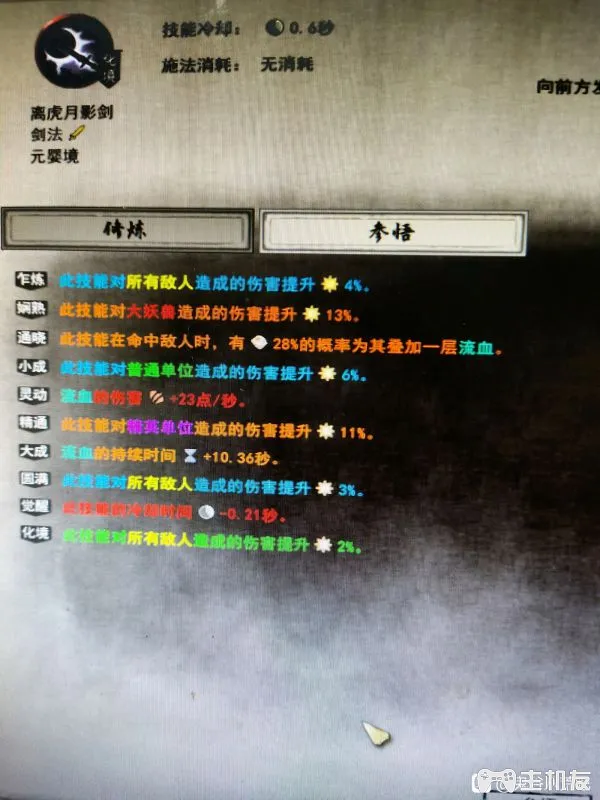 技能冷却： 0.6秒
施法消耗： 无消耗
向前方发
化境
离虎月影剑
剑法
元婴境
修炼
参悟
乍炼 此技能对所有敌人造成的伤害提升 4%。
娴熟 此技能对大妖兽造成的伤害提升 13%。
通晓 此技能在命中敌人时，有 28%的概率为其叠加一层流血。
小成 此技能对普通单位造成的伤害提升 6%。
灵动 流血的伤害 +23点/秒。
精通 此技能对精英单位造成的伤害提升 11%。
大成 流血的持续时间 +10.36秒。
圆满 此技能对所有敌人造成的伤害提升 3%。
觉醒 此技能的冷却时间 -0.21秒。
化境 此技能对所有敌人造成的伤害提升 2%。
主机友